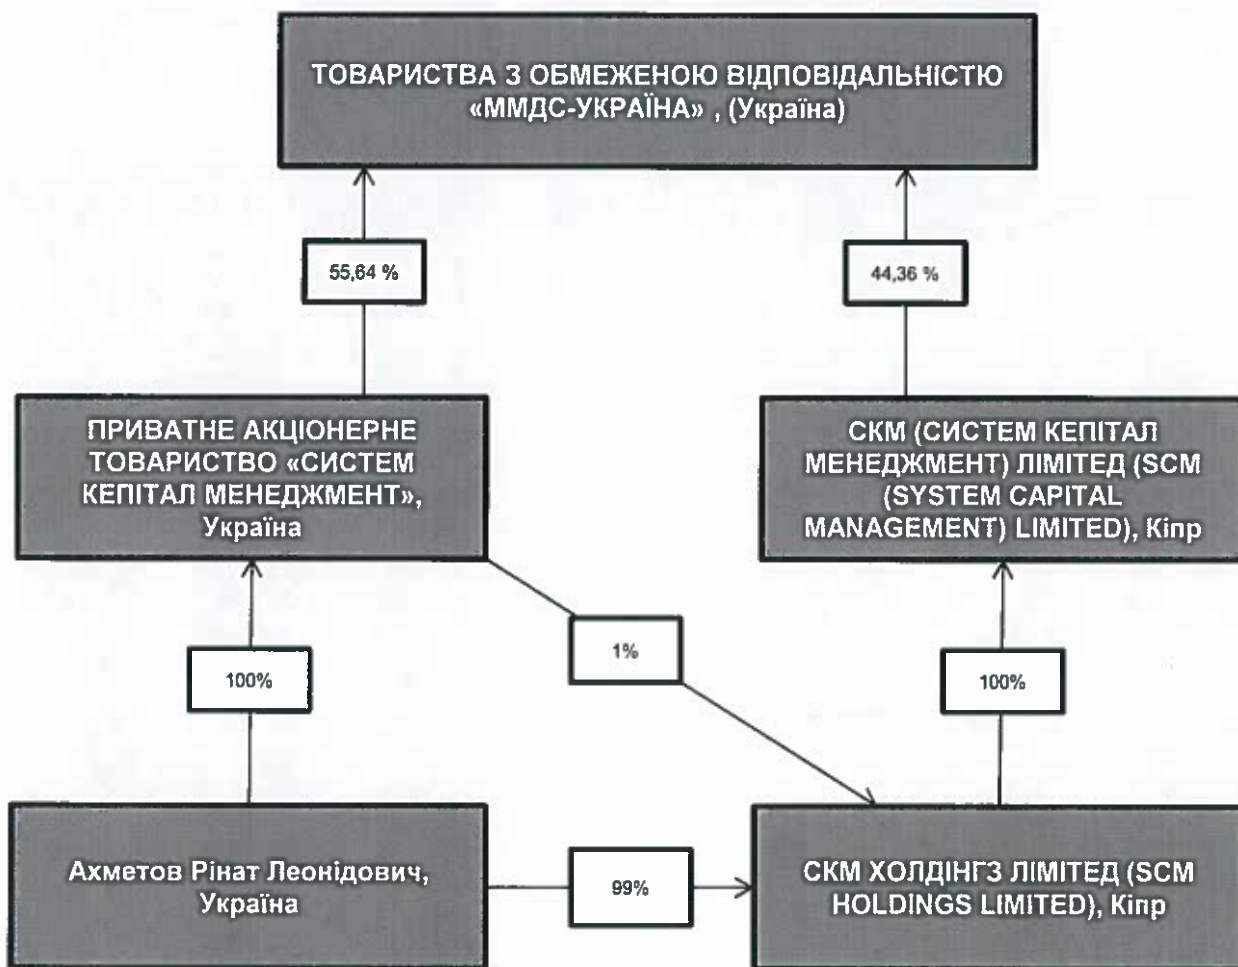 ТОВАРИСТВА З ОБМЕЖЕНОЮ ВІДПОВІДАЛЬНІСТЮ
«ММДС-УКРАЇНА» , (Україна)
55,64 %
44,36 %
ПРИВАТНЕ АКЦІОНЕРНЕ
ТОВАРИСТВО «СИСТЕМ
КЕПІТАЛ МЕНЕДЖМЕНТ»,
Україна
СКМ (СИСТЕМ КЕПІТАЛ
МЕНЕДЖМЕНТ) ЛІМІТЕД (SCM
(SYSTEM CAPITAL
MANAGEMENT) LIMITED), Кіпр
100%
1%
100%
Ахметов Рінат Леонідович,
Україна
99%
СКМ ХОЛДІНГЗ ЛІМІТЕД (SCM
HOLDINGS LIMITED), Кіпр